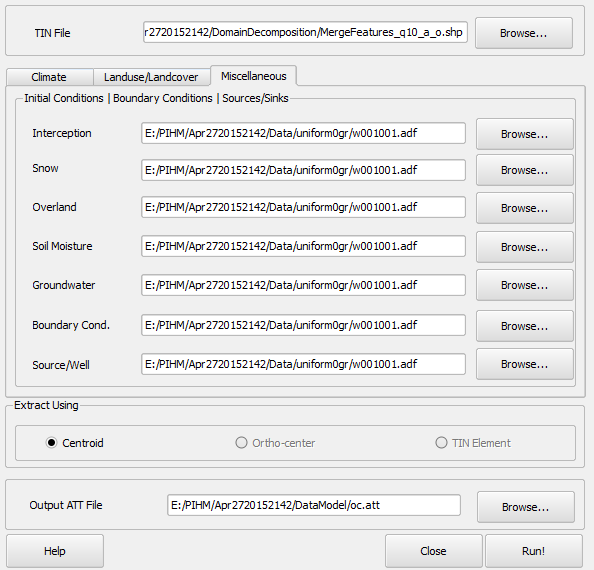 TIN File r2720152142/DomainDecomposition/MergeFeatures_q10_a_o.shp Browse...
Climate Landuse/Landcover Miscellaneous
Initial Conditions | Boundary Conditions | Sources/Sinks
Interception E:/PIHM/Apr2720152142/Data/uniform0gr/w001001.adf Browse...
Snow E:/PIHM/Apr2720152142/Data/uniform0gr/w001001.adf Browse...
Overland E:/PIHM/Apr2720152142/Data/uniform0gr/w001001.adf Browse...
Soil Moisture E:/PIHM/Apr2720152142/Data/uniform0gr/w001001.adf Browse...
Groundwater E:/PIHM/Apr2720152142/Data/uniform0gr/w001001.adf Browse...
Boundary Cond. E:/PIHM/Apr2720152142/Data/uniform0gr/w001001.adf Browse...
Source/Well E:/PIHM/Apr2720152142/Data/uniform0gr/w001001.adf Browse...
Extract Using
Centroid Ortho-center TIN Element
Output ATT File E:/PIHM/Apr2720152142/DataModel/oc.att Browse...
Help Close Run!